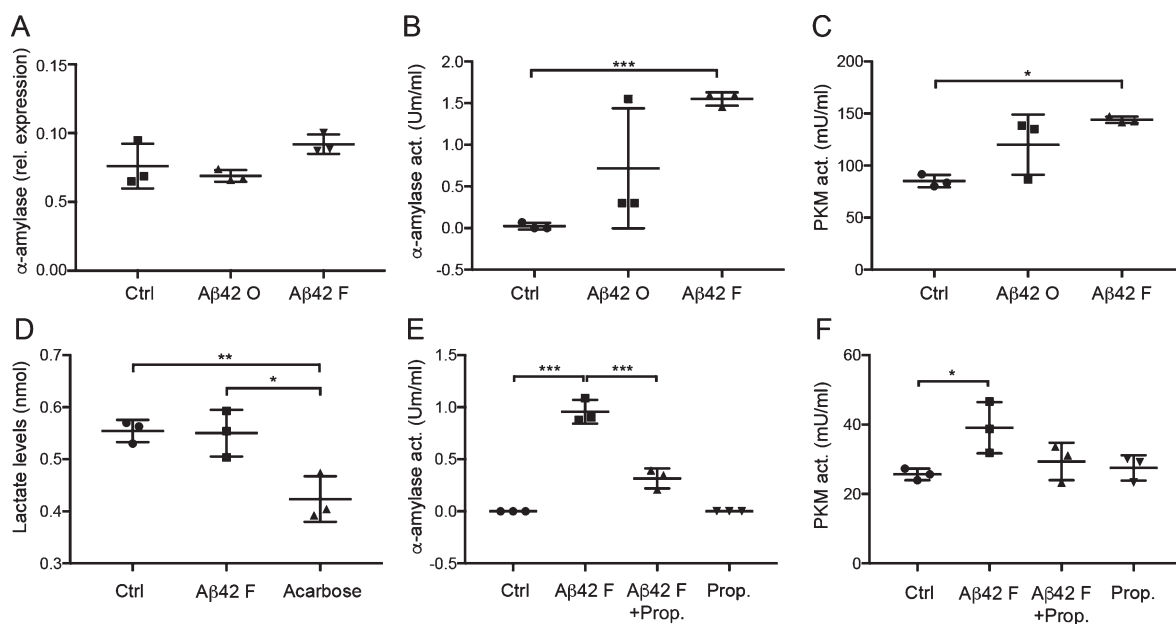 A
α-amylase (rel. expression)
0.15
0.10
0.5
0.00
Ctrl
Aβ42 O
Aβ42 F
B
α-amylase act. (Um/ml)
2.0
1.5
1.0
0.5
0.0
-0.5
***
Ctrl
Aβ42 O
Aβ42 F
C
PKM act. (mU/ml)
200
150
100
50
0
*
Ctrl
Aβ42 O
Aβ42 F
D
Lactate levels (nmol)
0.7
0.6
0.5
0.4
0.3
**
*
Ctrl
Aβ42 F
Acarbose
E
α-amylase act. (Um/ml)
1.5
1.0
0.5
0.0
-0.5
***
***
Ctrl
Aβ42 F
Aβ42 F
+Prop.
Prop.
F
PKM act. (mU/ml)
60
40
20
0
*
Ctrl
Aβ42 F
Aβ42 F
+Prop.
Prop.